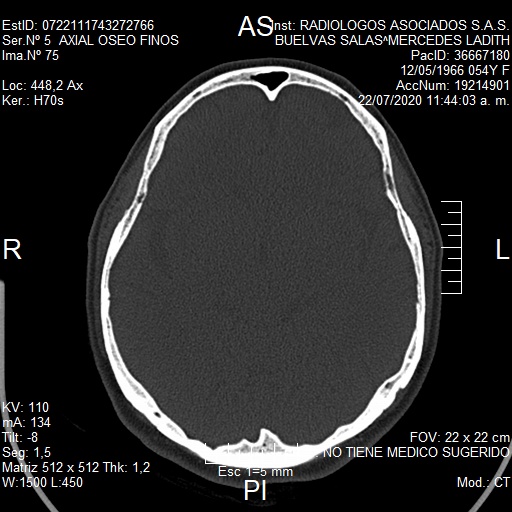 EstID: 0722111743272766
Ser.Nº 5 AXIAL OSEO FINOS
Ima.Nº 75
Loc: 448,2 Ax
Ker.: H70s
AS
Inst: RADIOLOGOS ASOCIADOS S.A.S.
BUELVAS SALAS^MERCEDES LADITH
PacID: 36667180
12/05/1966 054Y F
AccNum: 19214901
22/07/2020 11:44:03 a. m.
R
L
KV: 110
mA: 134
Tilt: -8
Seg: 1,5
Matriz 512 x 512 Thk: 1,2
W:1500 L:450
Esc 1=5 mm
PI
FOV: 22 x 22 cm
: NO TIENE MEDICO SUGERIDO
Mod.: CT